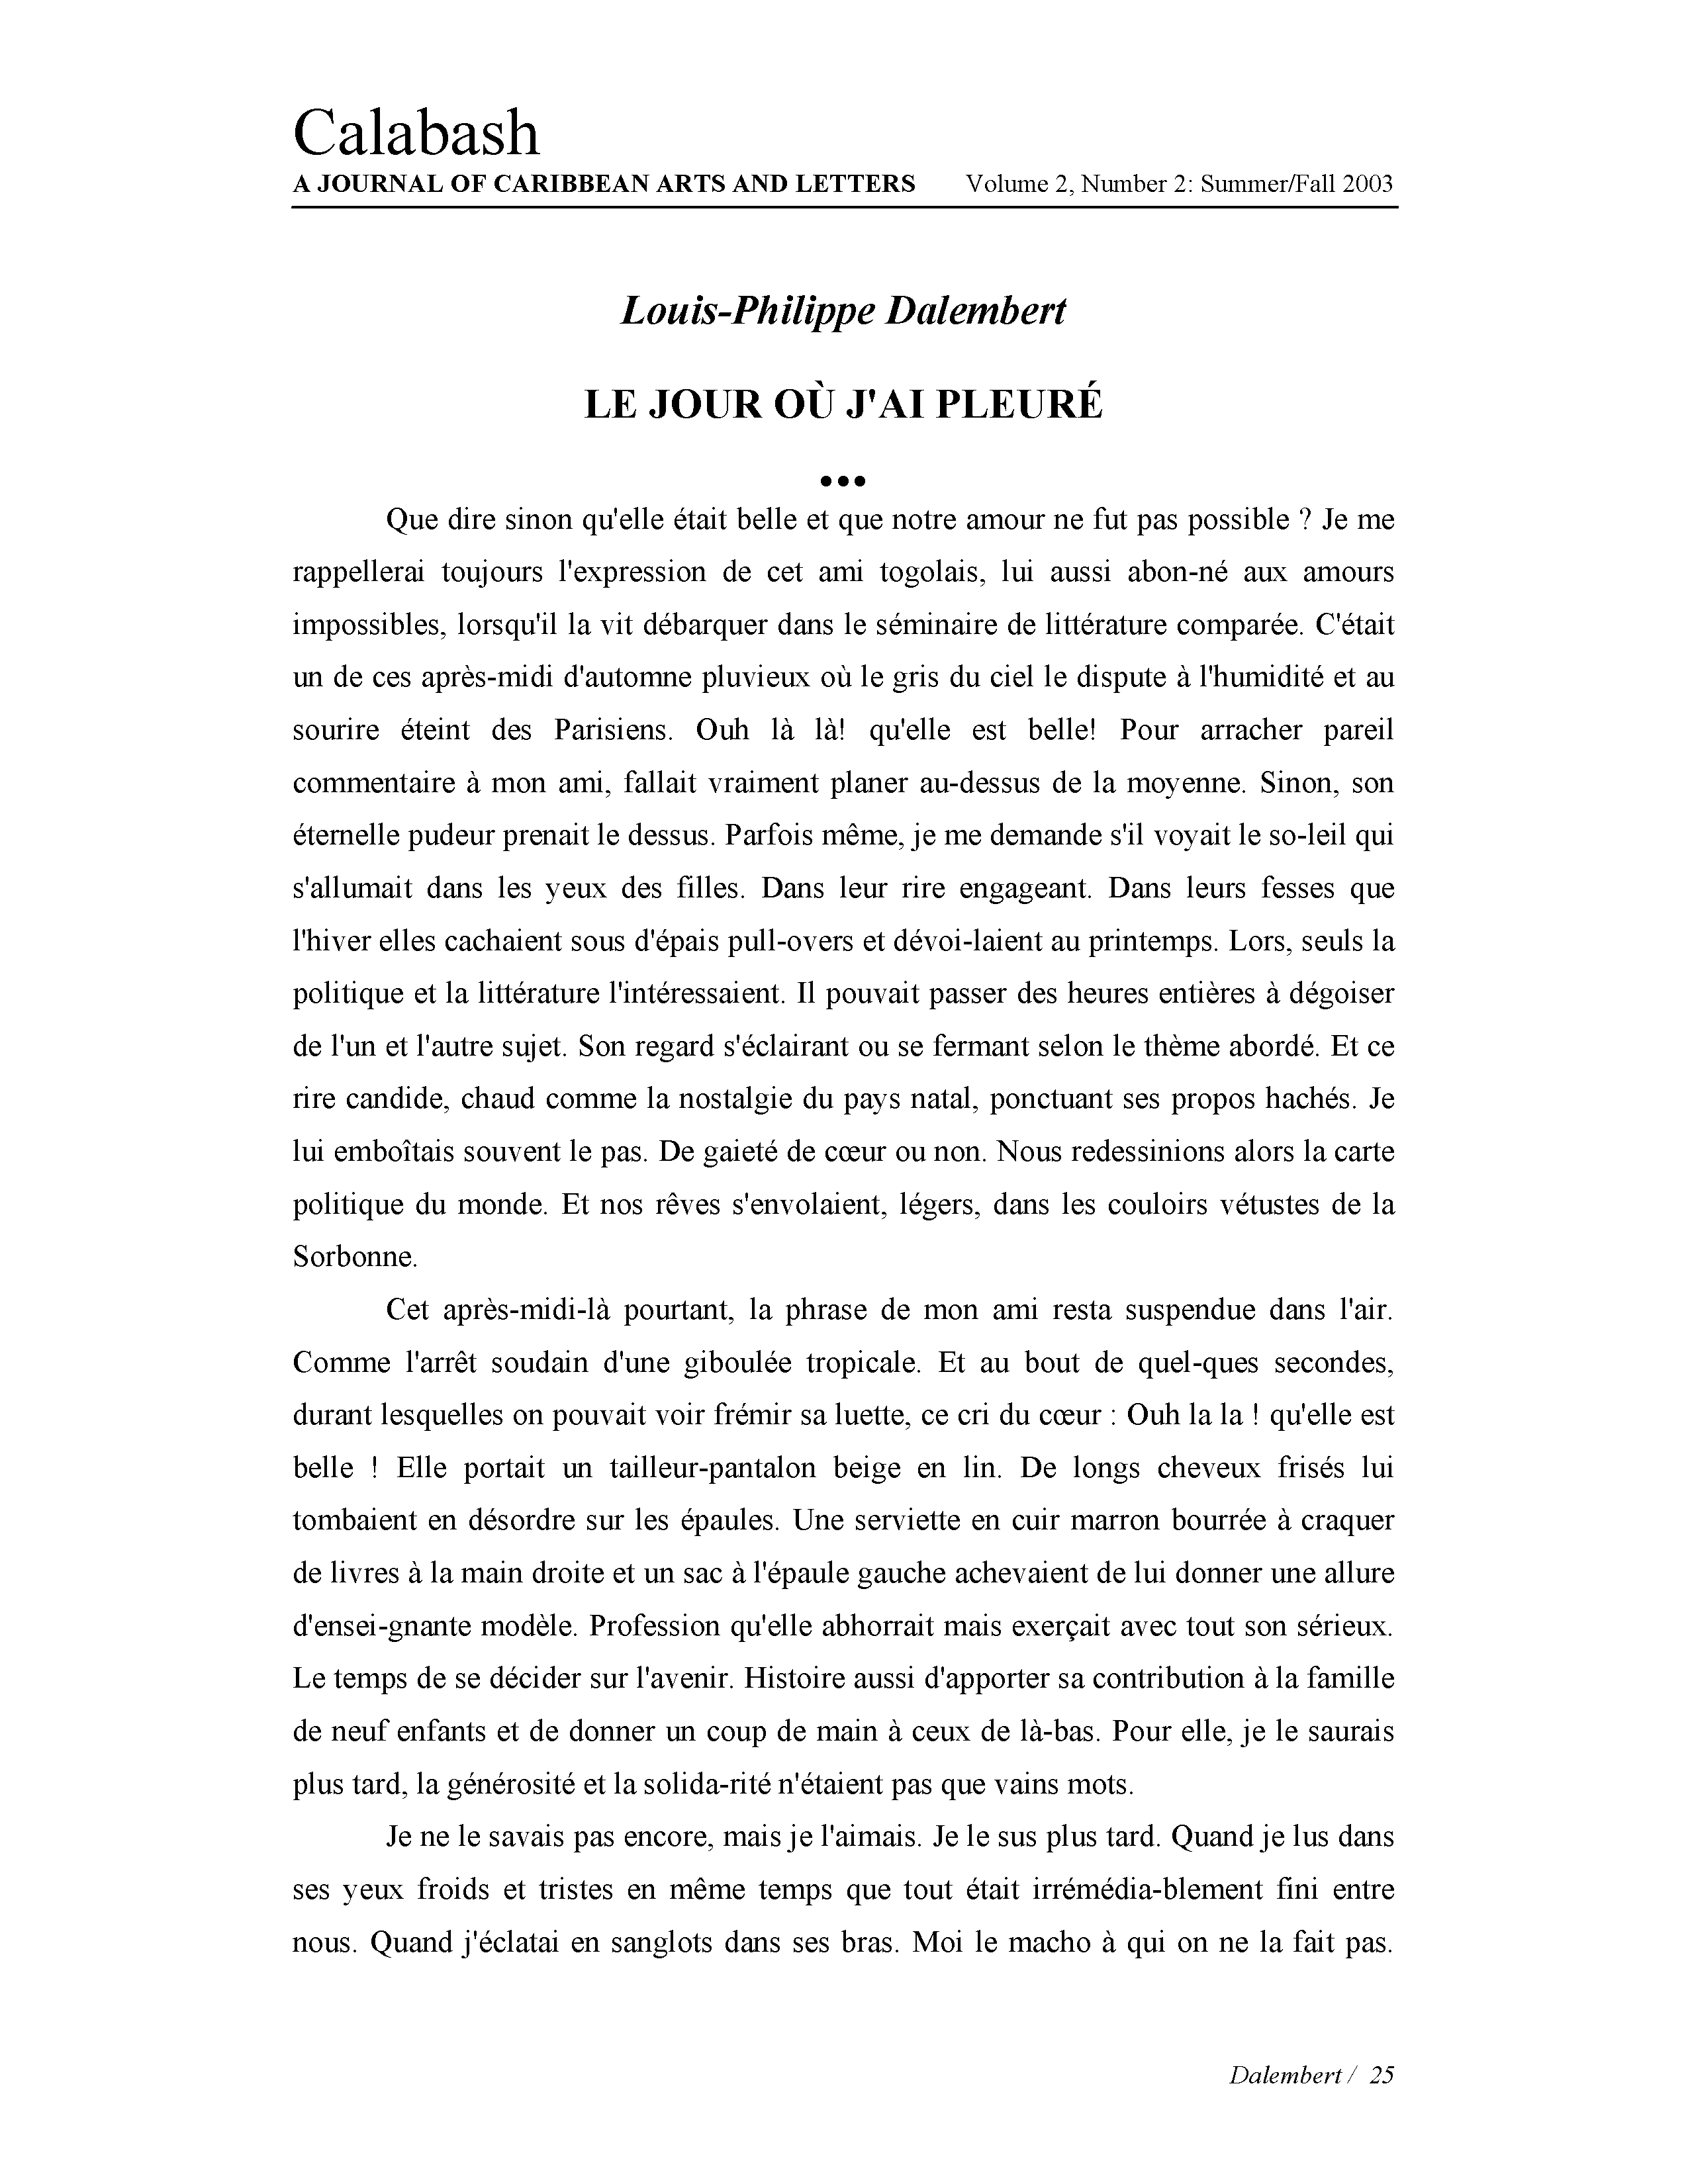 Calabash
A JOURNAL OF CARIBBEAN ARTS AND LETTERS Volume 2, Number 2: Summer/Fall 2003
Louis-Philippe Dalembert
LE JOUR OÙ J'AI PLEURÉ
•••
Que dire sinon qu'elle était belle et que notre amour ne fut pas possible ? Je me
rappellerai toujours l'expression de cet ami togolais, lui aussi abon-né aux amours
impossibles, lorsqu'il la vit débarquer dans le séminaire de littérature comparée. C'était
un de ces après-midi d'automne pluvieux où le gris du ciel le dispute à l'humidité et au
sourire éteint des Parisiens. Ouh là là! qu'elle est belle! Pour arracher pareil
commentaire à mon ami, fallait vraiment planer au-dessus de la moyenne. Sinon, son
éternelle pudeur prenait le dessus. Parfois même, je me demande s'il voyait le so-leil qui
s'allumait dans les yeux des filles. Dans leur rire engageant. Dans leurs fesses que
l'hiver elles cachaient sous d'épais pull-overs et dévoi-laient au printemps. Lors, seuls la
politique et la littérature l'intéressaient. Il pouvait passer des heures entières à dégoiser
de l'un et l'autre sujet. Son regard s'éclairant ou se fermant selon le thème abordé. Et ce
rire candide, chaud comme la nostalgie du pays natal, ponctuant ses propos hachés. Je
lui emboîtais souvent le pas. De gaieté de cœur ou non. Nous redessinions alors la carte
politique du monde. Et nos rêves s'envolaient, légers, dans les couloirs vétustes de la
Sorbonne.
Cet après-midi-là pourtant, la phrase de mon ami resta suspendue dans l'air.
Comme l'arrêt soudain d'une giboulée tropicale. Et au bout de quel-ques secondes,
durant lesquelles on pouvait voir frémir sa luette, ce cri du cœur : Ouh la la ! qu'elle est
belle ! Elle portait un tailleur-pantalon beige en lin. De longs cheveux frisés lui
tombaient en désordre sur les épaules. Une serviette en cuir marron bourrée à craquer
de livres à la main droite et un sac à l'épaule gauche achevaient de lui donner une allure
d'ensei-gnante modèle. Profession qu'elle abhorrait mais exerçait avec tout son sérieux.
Le temps de se décider sur l'avenir. Histoire aussi d'apporter sa contribution à la famille
de neuf enfants et de donner un coup de main à ceux de là-bas. Pour elle, je le saurais
plus tard, la générosité et la solida-rité n'étaient pas que vains mots.
Je ne le savais pas encore, mais je l'aimais. Je le sus plus tard. Quand je lus dans
ses yeux froids et tristes en même temps que tout était irrémédia-blement fini entre
nous. Quand j'éclatai en sanglots dans ses bras. Moi le macho à qui on ne la fait pas.
Dalembert / 25